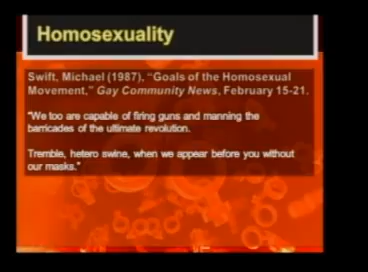 Homosexuality
Swift, Michael (1987), "Goals of the Homosexual
Movement," Gay Community News, February 15-21.
"We too are capable of firing guns and manning the
barricades of the ultimate revolution.
Tremble, hetero swine, when we appear before you without
our masks."